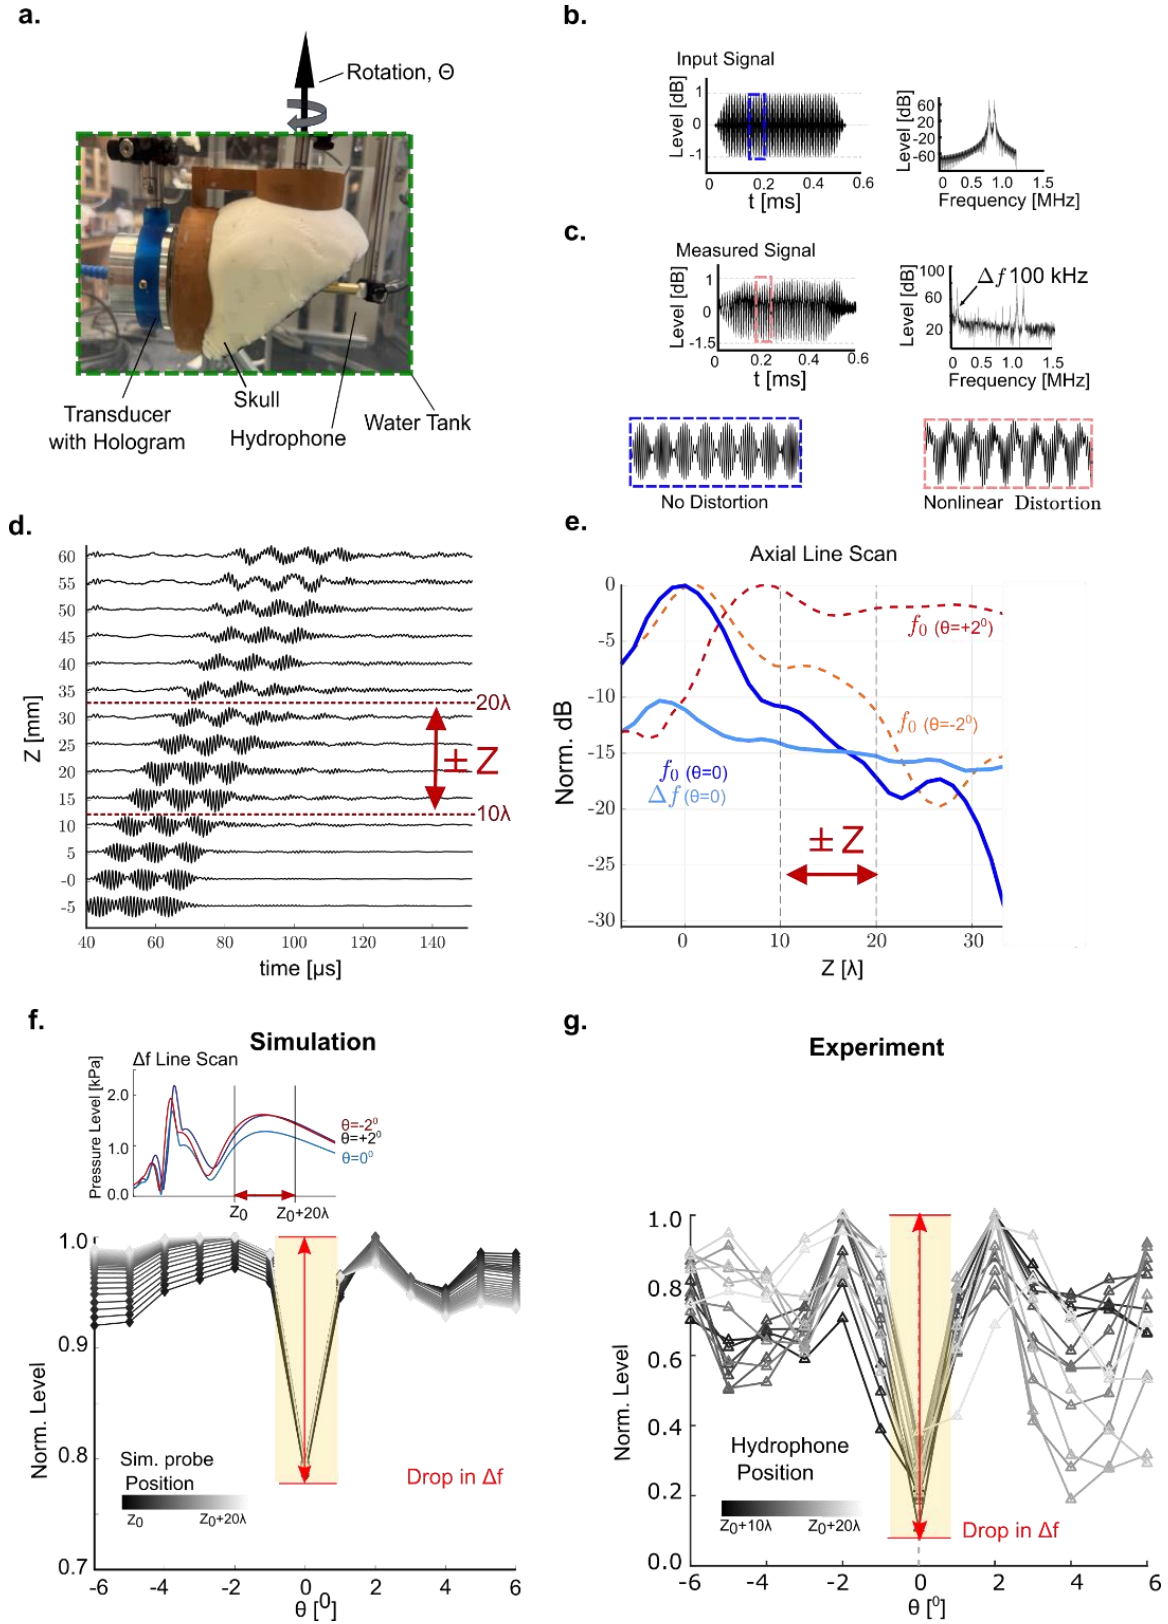 a.
Rotation, Θ
Transducer
with Hologram
Skull
Hydrophone
Water Tank
b.
Input Signal
Level [dB]
1
0
-1
0
0.2
0.4
0.6
t [ms]
Level [dB]
60
20
-20
-60
0
0.5
1.0
1.5
Frequency [MHz]
c.
Measured Signal
Level [dB]
1
0
-1.5
0
0.2
0.4
0.6
t [ms]
Level [dB]
100
60
20
Δf 100 kHz
0
0.5
1.0
1.5
Frequency [MHz]
No Distortion
Nonlinear Distortion
d.
Z [mm]
60
55
50
45
40
35
30
25
20
15
10
5
-0
-5
20λ
± Z
10λ
40
60
80
100
120
140
time [µs]
e.
Axial Line Scan
Norm. dB
0
-5
-10
-15
-20
-25
-30
f0 (θ=+2⁰)
f0 (θ=-2⁰)
f0 (θ=0)
Δf (θ=0)
± Z
0
10
20
30
Z [λ]
f.
Simulation
Δf Line Scan
Pressure Level [kPa]
2.0
1.0
0.0
θ=-2⁰
θ=+2⁰
θ=0⁰
Z0
Z0+20λ
Norm. Level
1.0
0.9
0.8
0.7
Sim. probe
Position
Z0
Z0+20λ
Drop in Δf
-6
-4
-2
0
2
4
6
θ [⁰]
g.
Experiment
Norm. Level
1.0
0.8
0.6
0.4
0.2
0.0
Hydrophone
Position
Z0+10λ
Z0+20λ
Drop in Δf
-6
-4
-2
0
2
4
6
θ [⁰]